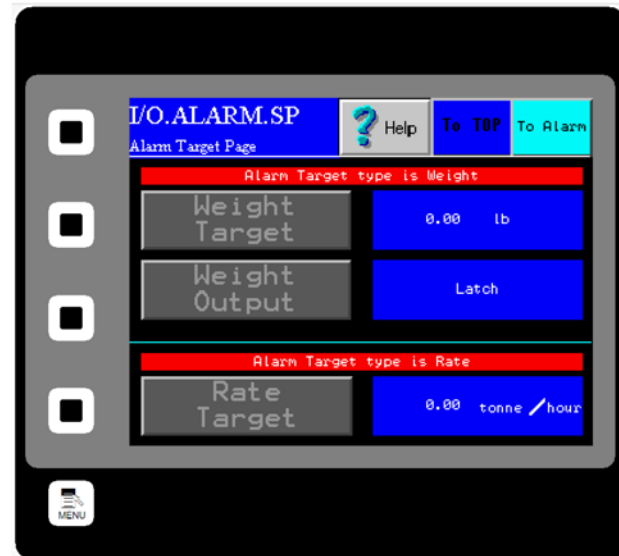 I/O.ALARM.SP
Alarm Target Page
? Help
To TOP
To Alarm
Alarm Target type is Weight
Weight
Target
0.00 lb
Weight
Output
Latch
Alarm Target type is Rate
Rate
Target
0.00 tonne/hour
MENU